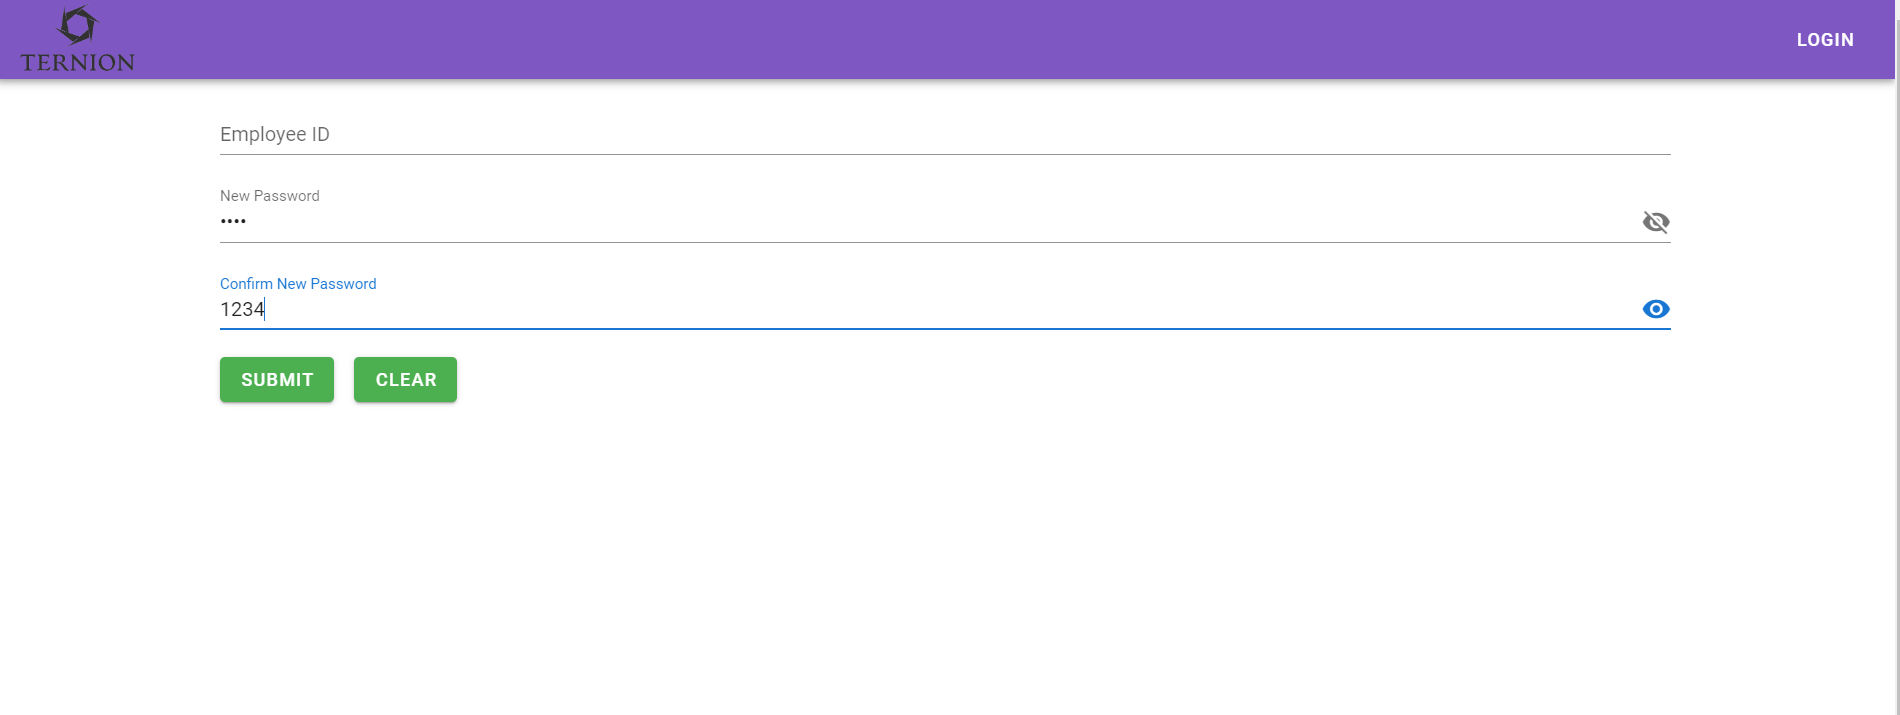 TERNION
LOGIN
Employee ID
New Password
••••
Confirm New Password
1234
SUBMIT CLEAR